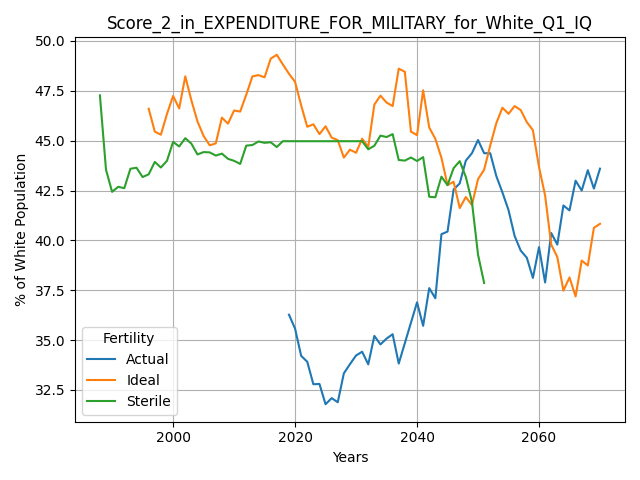 Score_2_in_EXPENDITURE_FOR_MILITARY_for_White_Q1_IQ
% of White Population
50.0
47.5
45.0
42.5
40.0
37.5
35.0
32.5
Fertility
Actual
Ideal
Sterile
2000 2020 2040 2060
Years